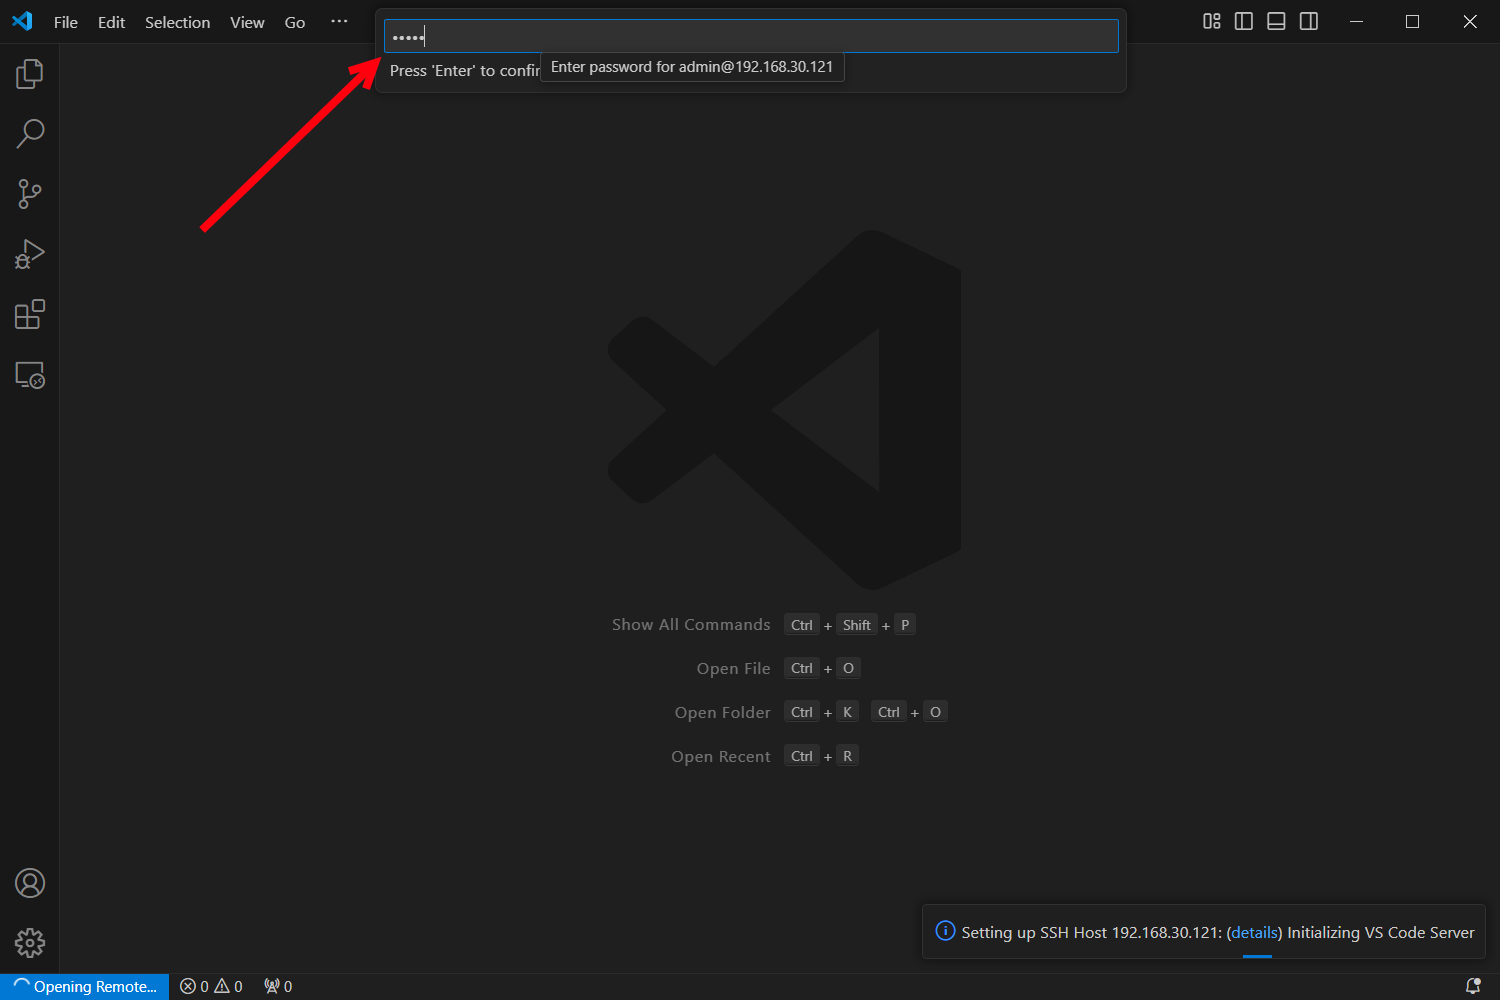 File Edit Selection View Go ···
•••••
Press 'Enter' to confir
Enter password for admin@192.168.30.121
Show All Commands Ctrl + Shift + P
Open File Ctrl + O
Open Folder Ctrl + K Ctrl + O
Open Recent Ctrl + R
Setting up SSH Host 192.168.30.121: (details) Initializing VS Code Server
Opening Remote... 0 0 0